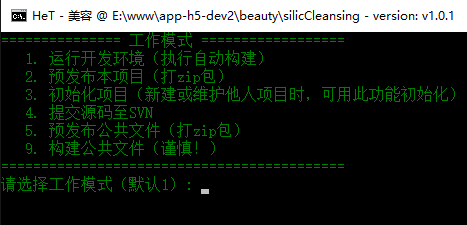 HeT - 美容 @ E:\www\app-h5-dev2\beauty\silicCleansing - version: v1.0.1
============== 工作模式 =================
1. 运行开发环境（执行自动构建）
2. 预发布本项目（打zip包）
3. 初始化项目（新建或维护他人项目时，可用此功能初始化）
4. 提交源码至SVN
5. 预发布公共文件（打zip包）
9. 构建公共文件（谨慎！）
=========================================
请选择工作模式（默认1）: _